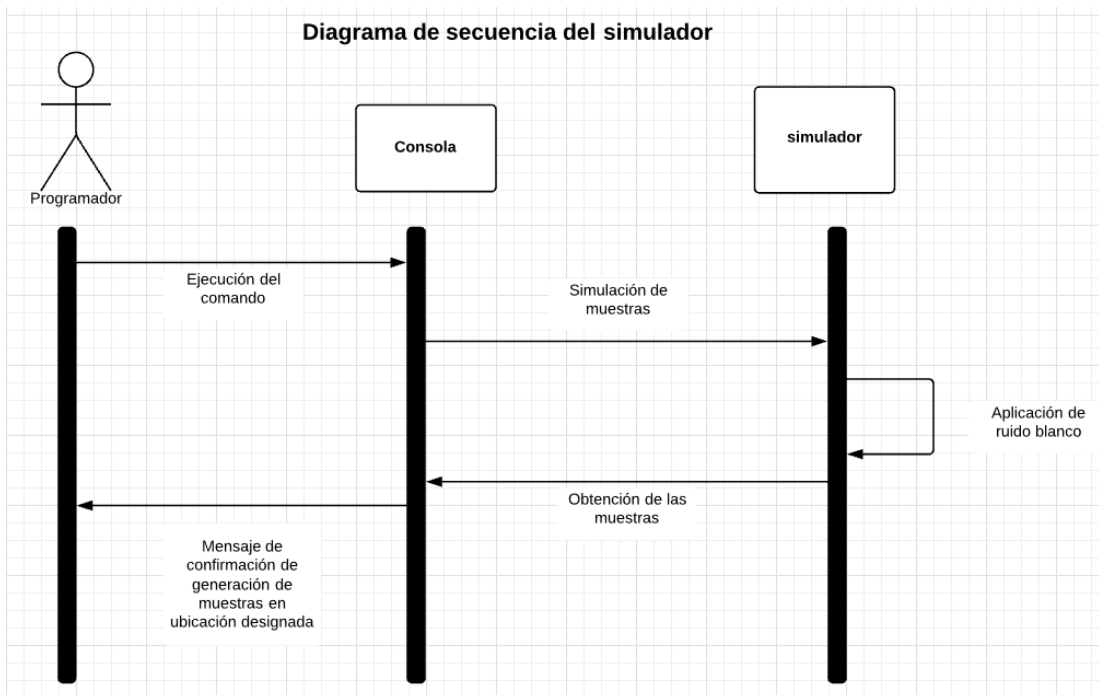 Diagrama de secuencia del simulador
Programador
Consola
simulador
Ejecución del
comando
Simulación de
muestras
Aplicación de
ruido blanco
Obtención de las
muestras
Mensaje de
confirmación de
generación de
muestras en
ubicación designada